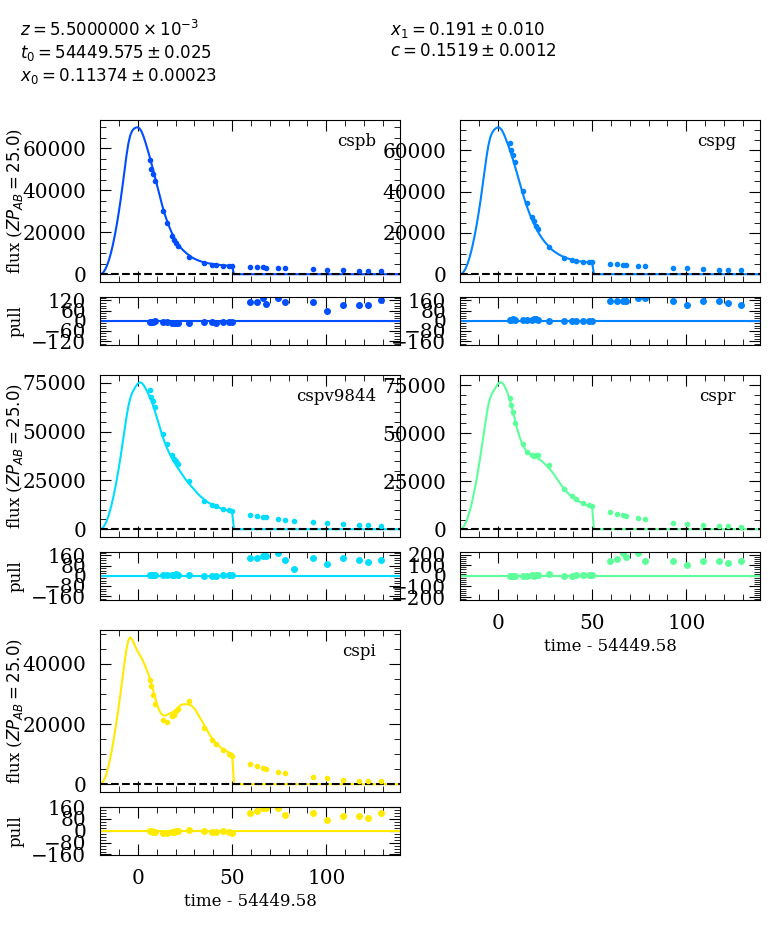 z = 5.5000000 × 10⁻³
t₀ = 54449.575 ± 0.025
x₀ = 0.11374 ± 0.00023
x₁ = 0.191 ± 0.010
c = 0.1519 ± 0.0012
cspb
flux (ZP_AB = 25.0)
60000
40000
20000
0
cspg
60000
40000
20000
0
pull
120
60
0
−60
−120
160
80
0
−80
−160
cspv9844
flux (ZP_AB = 25.0)
75000
50000
25000
0
cspr
75000
50000
25000
0
pull
160
80
0
−80
−160
200
100
0
−100
−200
0 50 100
time - 54449.58
cspi
flux (ZP_AB = 25.0)
40000
20000
0
pull
160
80
0
−80
−160
0 50 100
time - 54449.58